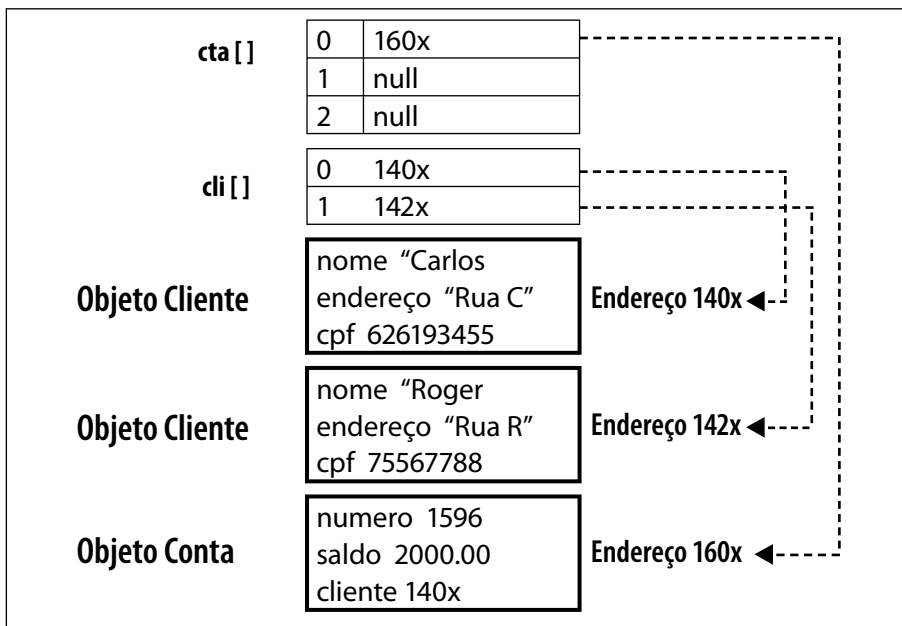 cta [ ]
0 160x
1 null
2 null
cli [ ]
0 140x
1 142x
Objeto Cliente
nome “Carlos
endereço “Rua C”
cpf 626193455
Endereço 140x
Objeto Cliente
nome “Roger
endereço “Rua R”
cpf 75567788
Endereço 142x
Objeto Conta
numero 1596
saldo 2000.00
cliente 140x
Endereço 160x